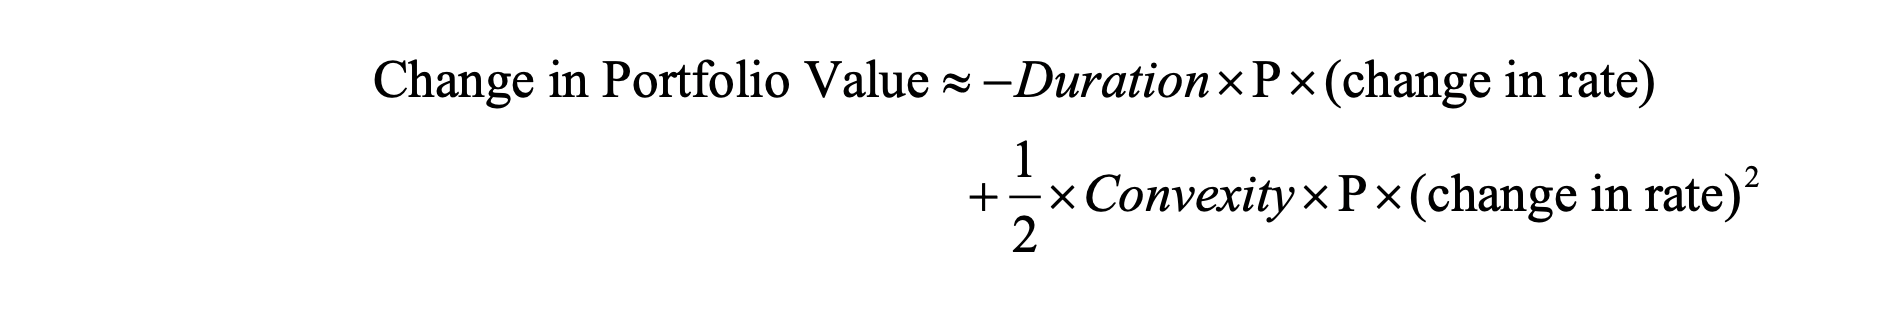 Change in Portfolio Value ≈ −Duration × P × (change in rate)
+ 1/2 × Convexity × P × (change in rate)²